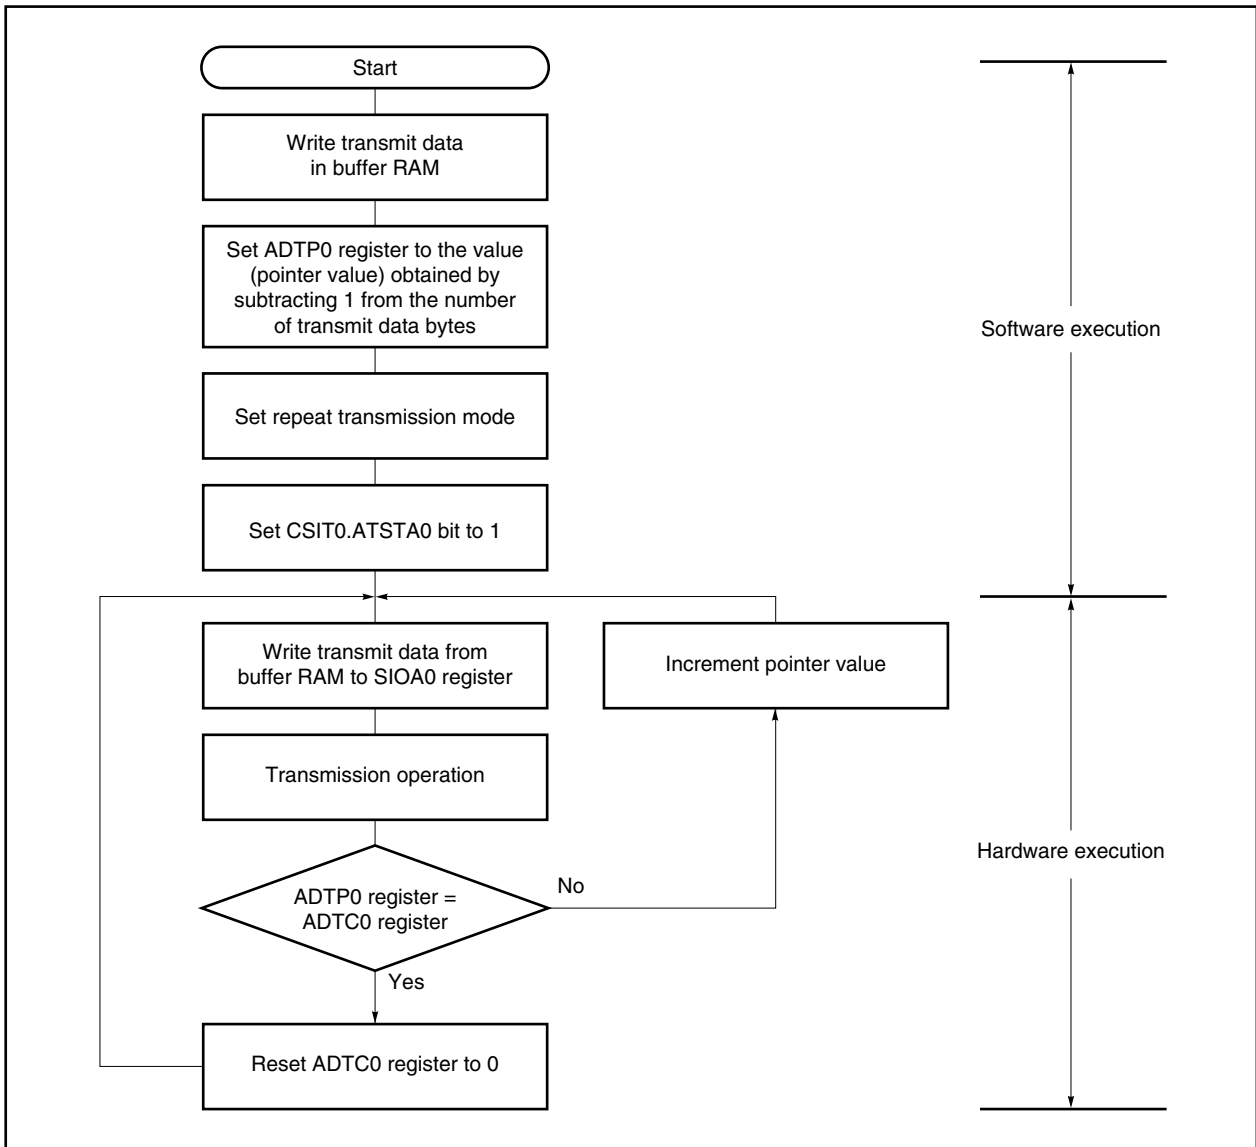 Start
Write transmit data
in buffer RAM
Set ADTP0 register to the value
(pointer value) obtained by
subtracting 1 from the number
of transmit data bytes
Software execution
Set repeat transmission mode
Set CSIT0.ATSTA0 bit to 1
Write transmit data from
buffer RAM to SIOA0 register
Increment pointer value
Transmission operation
Hardware execution
ADTP0 register =
ADTC0 register
No
Yes
Reset ADTC0 register to 0